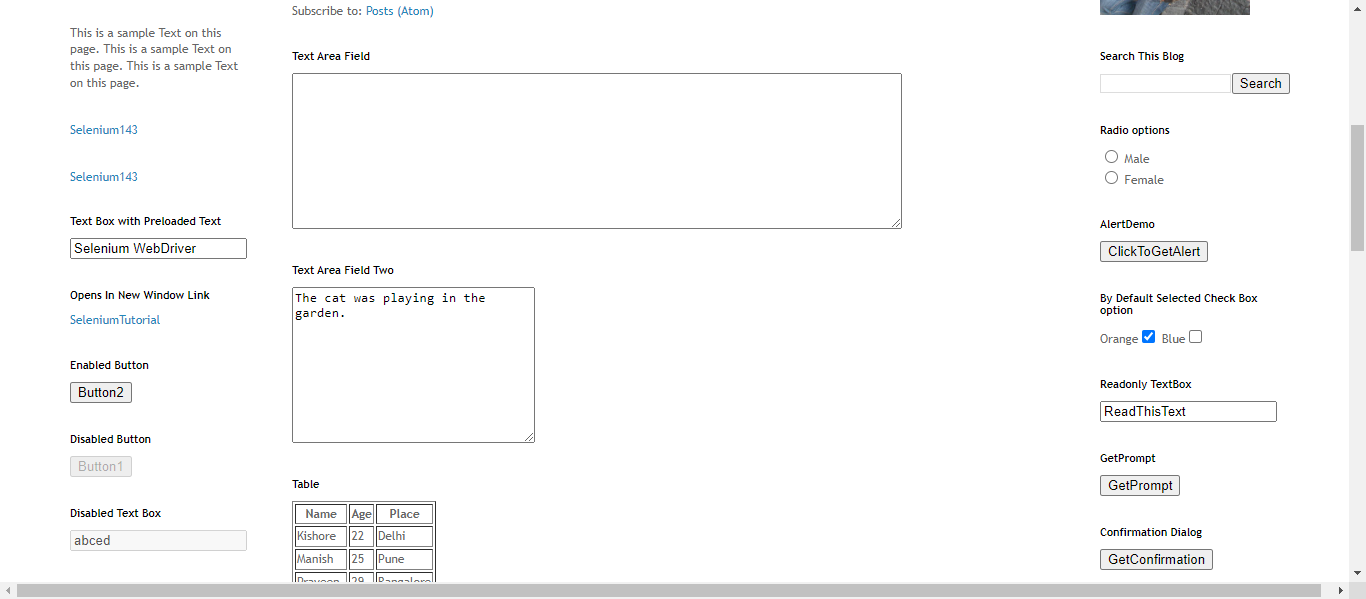 This is a sample Text on this
page. This is a sample Text on
this page. This is a sample Text
on this page.
Selenium143
Selenium143
Text Box with Preloaded Text
Selenium WebDriver
Opens In New Window Link
SeleniumTutorial
Enabled Button
Button2
Disabled Button
Button1
Disabled Text Box
abced
Subscribe to: Posts (Atom)
Text Area Field
Text Area Field Two
The cat was playing in the
garden.
Table
Name Age Place
Kishore 22 Delhi
Manish 25 Pune
Praveen 29 Bangalore
Search This Blog
Search
Radio options
Male
Female
AlertDemo
ClickToGetAlert
By Default Selected Check Box
option
Orange Blue
Readonly TextBox
ReadThisText
GetPrompt
GetPrompt
Confirmation Dialog
GetConfirmation